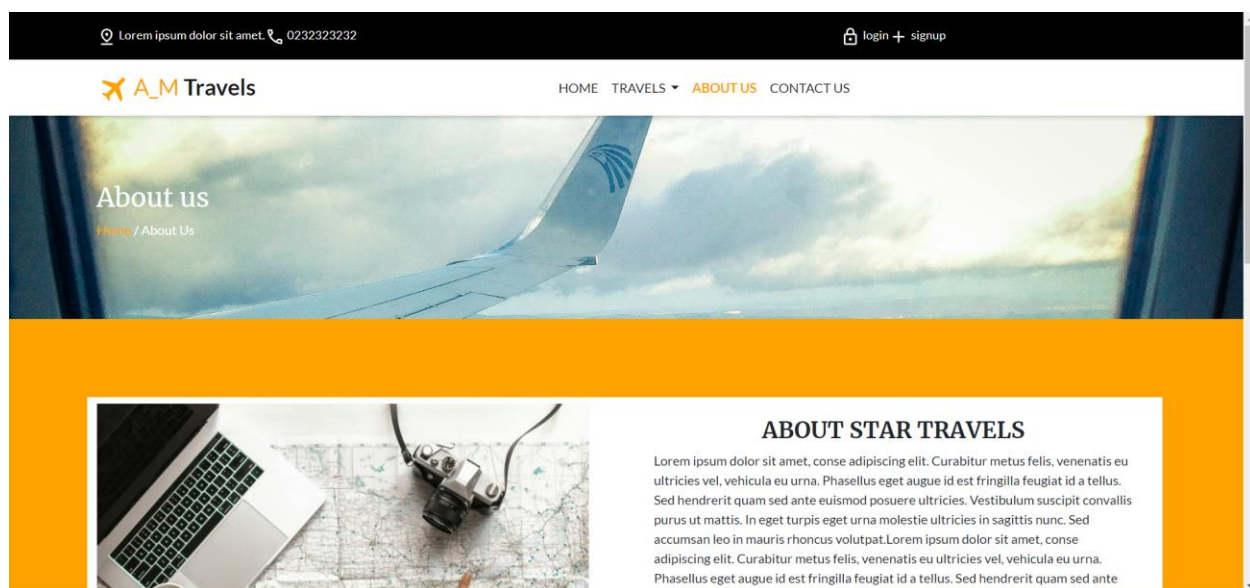 Lorem ipsum dolor sit amet. 0232323232 login + signup
A_M Travels HOME TRAVELS ABOUT US CONTACT US
About us
Home / About Us
ABOUT STAR TRAVELS
Lorem ipsum dolor sit amet, conse adipiscing elit. Curabitur metus felis, venenatis eu
ultricies vel, vehicula eu urna. Phasellus eget augue id est fringilla feugiat id a tellus.
Sed hendrerit quam sed ante euismod posuere ultricies. Vestibulum suscipit convallis
purus ut mattis. In eget turpis eget urna molestie ultricies in sagittis nunc. Sed
accumsan leo in mauris rhoncus volutpat.Lorem ipsum dolor sit amet, conse
adipiscing elit. Curabitur metus felis, venenatis eu ultricies vel, vehicula eu urna.
Phasellus eget augue id est fringilla feugiat id a tellus. Sed hendrerit quam sed ante